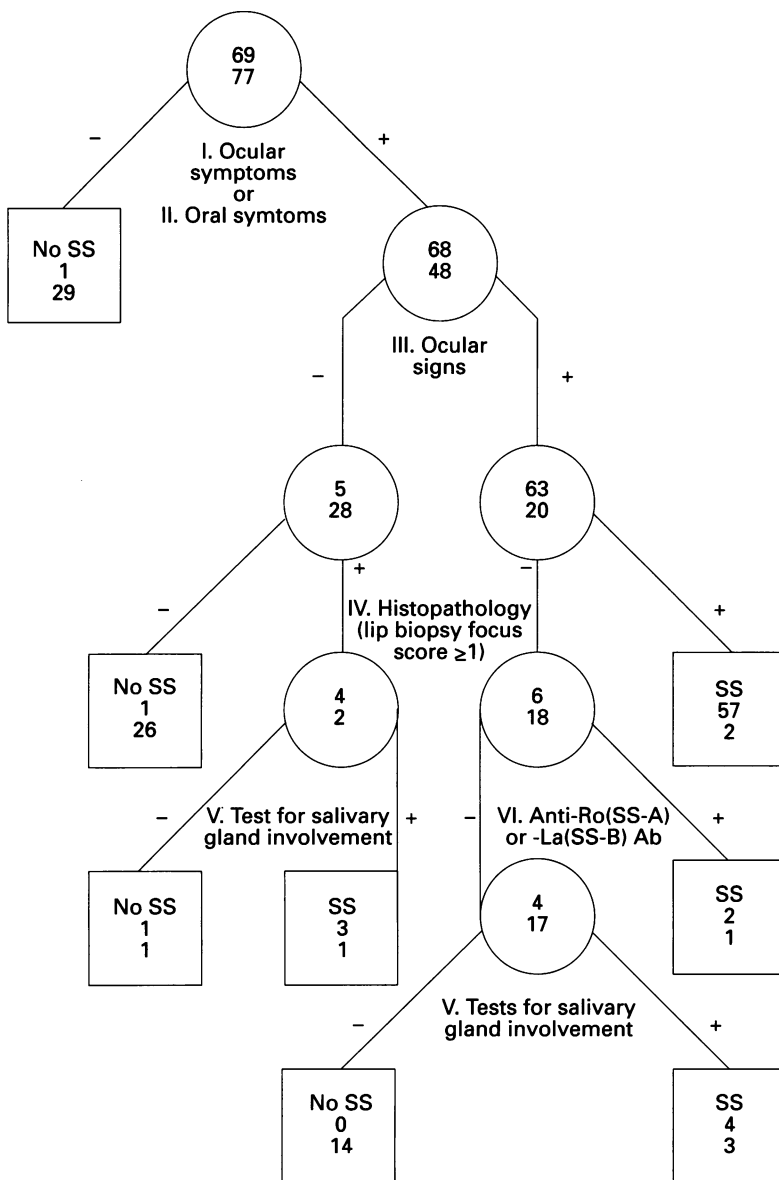 69
77
−
+
I. Ocular
symptoms
or
II. Oral symtoms
No SS
1
29
68
48
III. Ocular
signs
−
+
5
28
63
20
−
+
−
+
IV. Histopathology
(lip biopsy focus
score ≥1)
No SS
1
26
4
2
6
18
SS
57
2
−
V. Test for salivary
gland involvement
+
−
VI. Anti-Ro(SS-A)
or -La(SS-B) Ab
+
No SS
1
1
SS
3
1
4
17
SS
2
1
−
V. Tests for salivary
gland involvement
+
No SS
0
14
SS
4
3